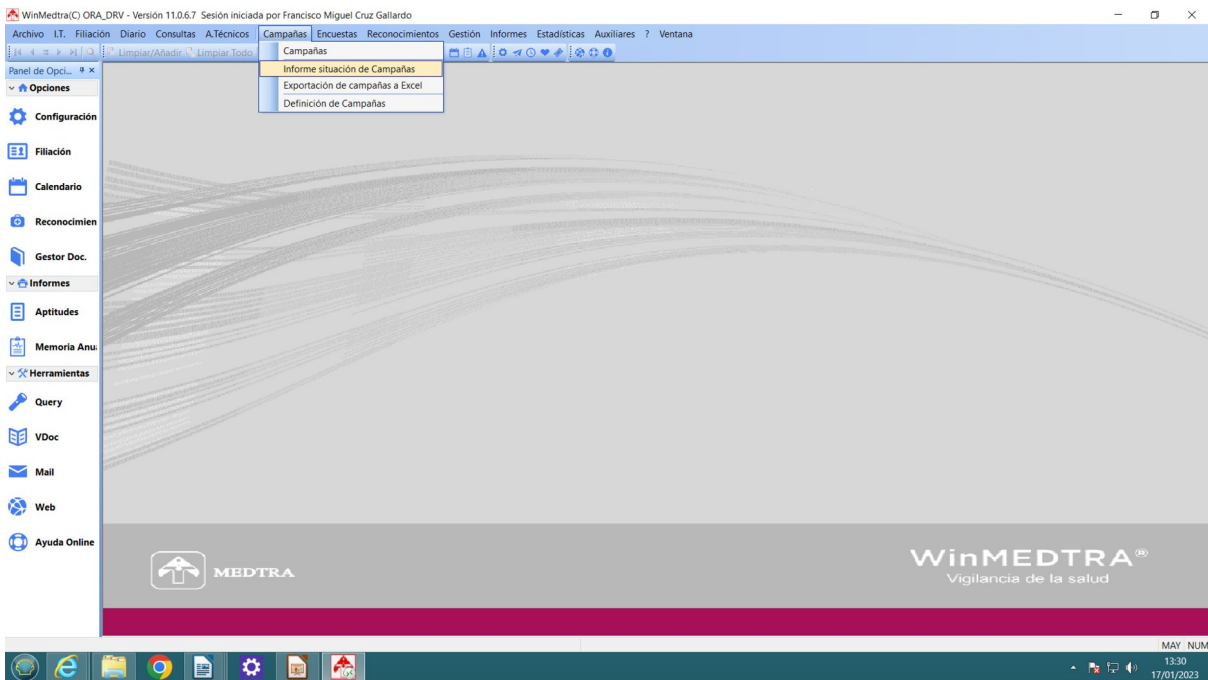 WinMedtra(C) ORA_DRV - Versión 11.0.6.7 Sesión iniciada por Francisco Miguel Cruz Gallardo
Archivo I.T. Filiación Diario Consultas A.Técnicos Campañas Encuestas Reconocimientos Gestión Informes Estadísticas Auxiliares ? Ventana
Limpiar/Añadir Limpiar Todo
Campañas
Informe situación de Campañas
Exportación de campañas a Excel
Definición de Campañas
Panel de Opci...
Opciones
Configuración
Filiación
Calendario
Reconocimien
Gestor Doc.
Informes
Aptitudes
Memoria Anu
Herramientas
Query
VDoc
Mail
Web
Ayuda Online
MEDTRA
WinMEDTRA®
Vigilancia de la salud
MAY NUM
13:30
17/01/2023